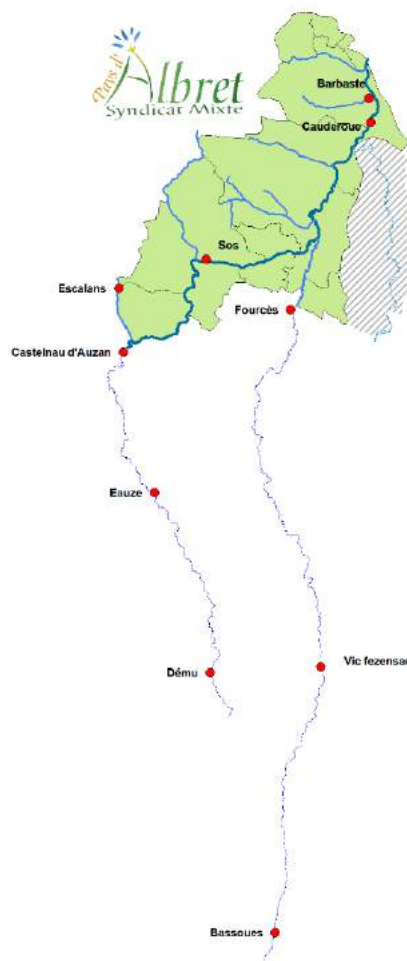 Pays d'
Albret
Syndicat Mixte
Barbaste
Cauderoue
Sos
Escalans
Fourcès
Castelnau d'Auzan
Eauze
Dému
Vic fezensac
Bassoues